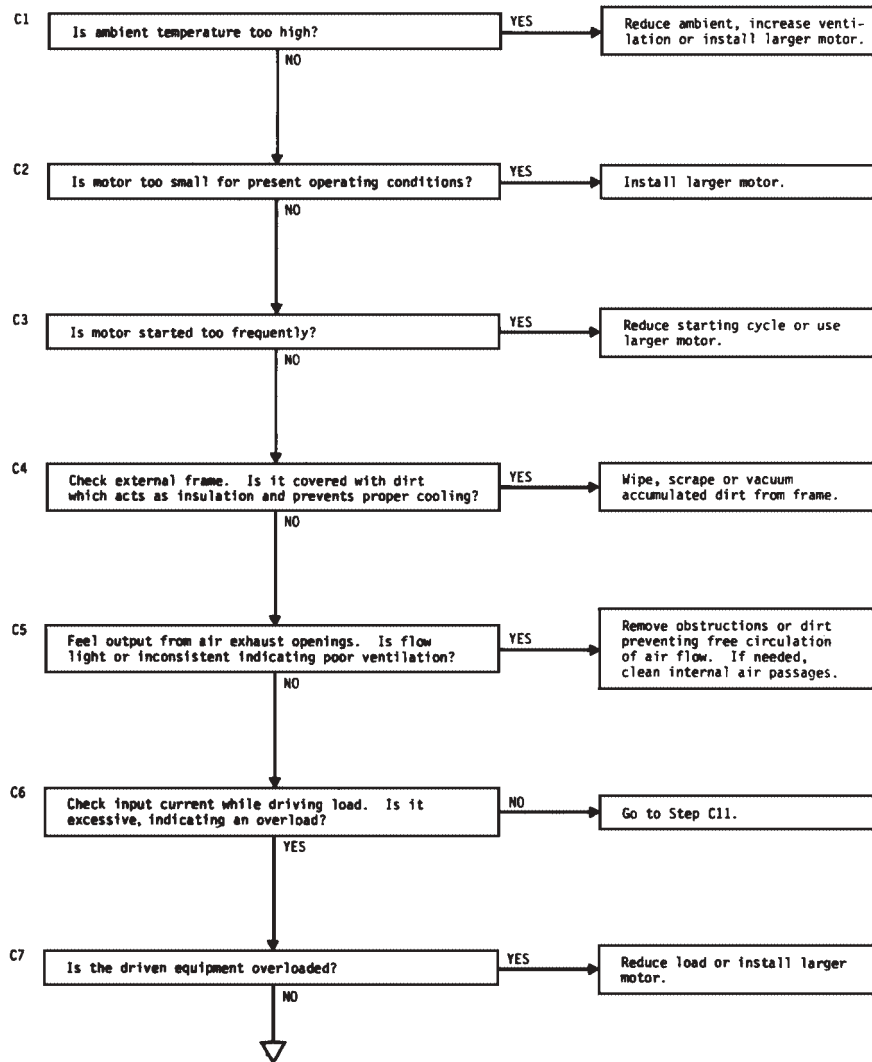 C1
Is ambient temperature too high?
YES
Reduce ambient, increase venti-
lation or install larger motor.
NO
C2
Is motor too small for present operating conditions?
YES
Install larger motor.
NO
C3
Is motor started too frequently?
YES
Reduce starting cycle or use
larger motor.
NO
C4
Check external frame. Is it covered with dirt
which acts as insulation and prevents proper cooling?
YES
Wipe, scrape or vacuum
accumulated dirt from frame.
NO
C5
Feel output from air exhaust openings. Is flow
light or inconsistent indicating poor ventilation?
YES
Remove obstructions or dirt
preventing free circulation
of air flow. If needed,
clean internal air passages.
NO
C6
Check input current while driving load. Is it
excessive, indicating an overload?
NO
Go to Step C11.
YES
C7
Is the driven equipment overloaded?
YES
Reduce load or install larger
motor.
NO